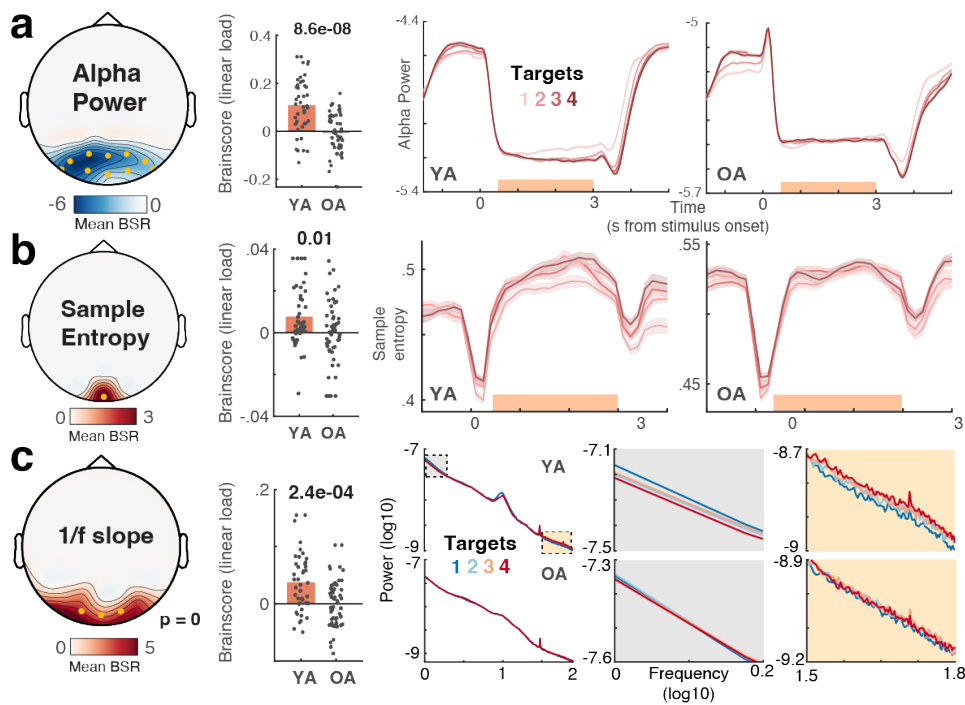 a
Alpha
Power
-6
0
Mean BSR
Brainscore (linear load)
0.4
0.2
0
-0.2
8.6e-08
YA OA
Alpha Power
-4.4
-5.4
Targets
1 2 3 4
YA
0
3
-5
-5.7
OA
0
3
Time
(s from stimulus onset)
b
Sample
Entropy
0
3
Mean BSR
Brainscore (linear load)
.04
0
-.04
0.01
YA OA
Sample
entropy
.5
.4
YA
0
3
.55
.45
OA
0
3
c
1/f slope
p = 0
0
5
Mean BSR
Brainscore (linear load)
.2
0
2.4e-04
YA OA
Power (log10)
-7
-9
YA
Targets
1 2 3 4
OA
-7
-9
0
1
2
-7.1
-7.5
-7.3
-7.6
0
0.2
Frequency
(log10)
-8.7
-9
-8.9
-9.2
1.5
1.8